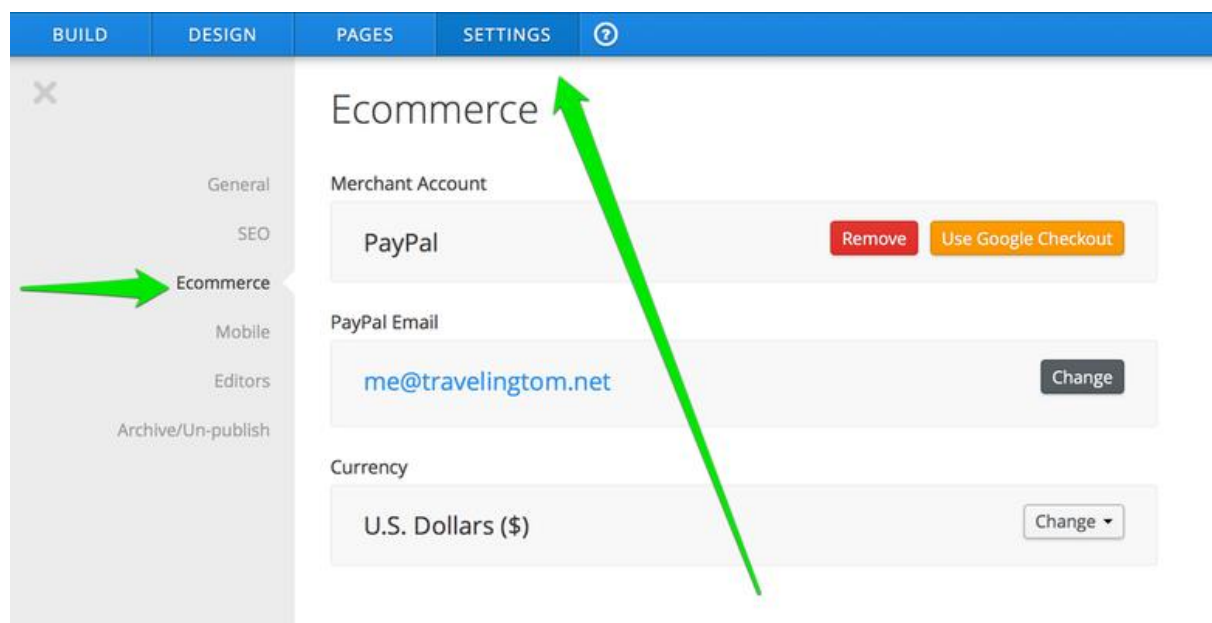 BUILD DESIGN PAGES SETTINGS ?
Ecommerce
General
SEO
Ecommerce
Mobile
Editors
Archive/Un-publish
Merchant Account
PayPal Remove Use Google Checkout
PayPal Email
me@travelingtom.net Change
Currency
U.S. Dollars ($) Change